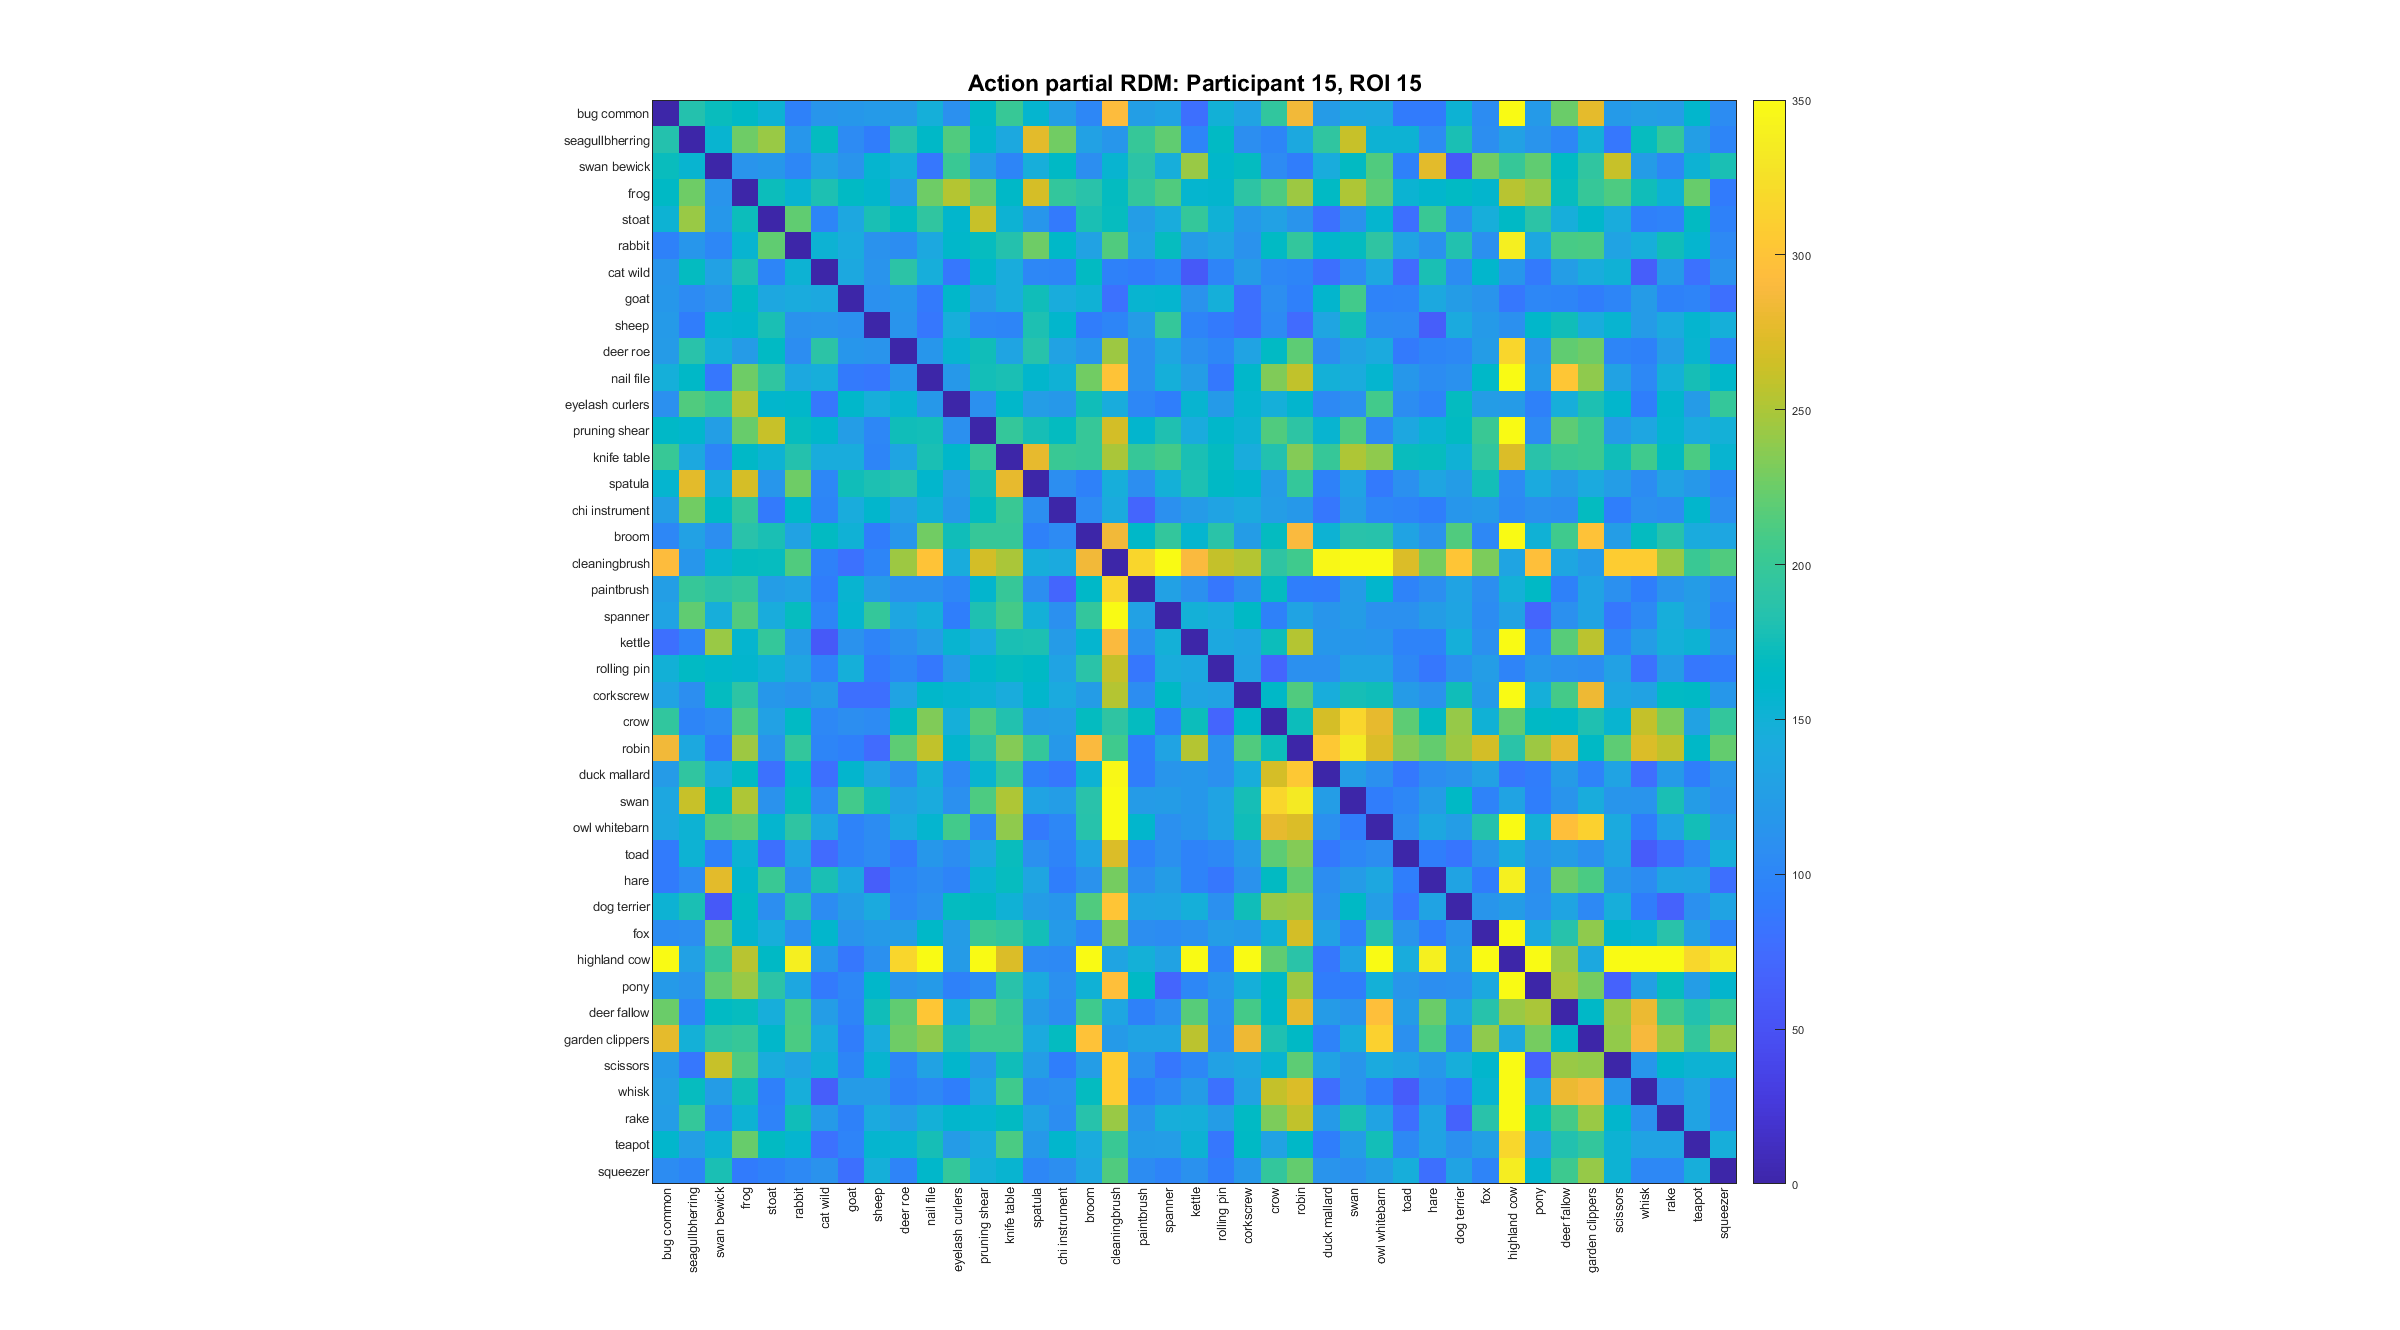 Action partial RDM: Participant 15, ROI 15
bug common
seagullbherring
swan bewick
frog
stoat
rabbit
cat wild
goat
sheep
deer roe
nail file
eyelash curlers
pruning shear
knife table
spatula
chi instrument
broom
cleaningbrush
paintbrush
spanner
kettle
rolling pin
corkscrew
crow
robin
duck mallard
swan
owl whitebarn
toad
hare
dog terrier
fox
highland cow
pony
deer fallow
garden clippers
scissors
whisk
rake
teapot
squeezer
bug common
seagullbherring
swan bewick
frog
stoat
rabbit
cat wild
goat
sheep
deer roe
nail file
eyelash curlers
pruning shear
knife table
spatula
chi instrument
broom
cleaningbrush
paintbrush
spanner
kettle
rolling pin
corkscrew
crow
robin
duck mallard
swan
owl whitebarn
toad
hare
dog terrier
fox
highland cow
pony
deer fallow
garden clippers
scissors
whisk
rake
teapot
squeezer
350
300
250
200
150
100
50
0